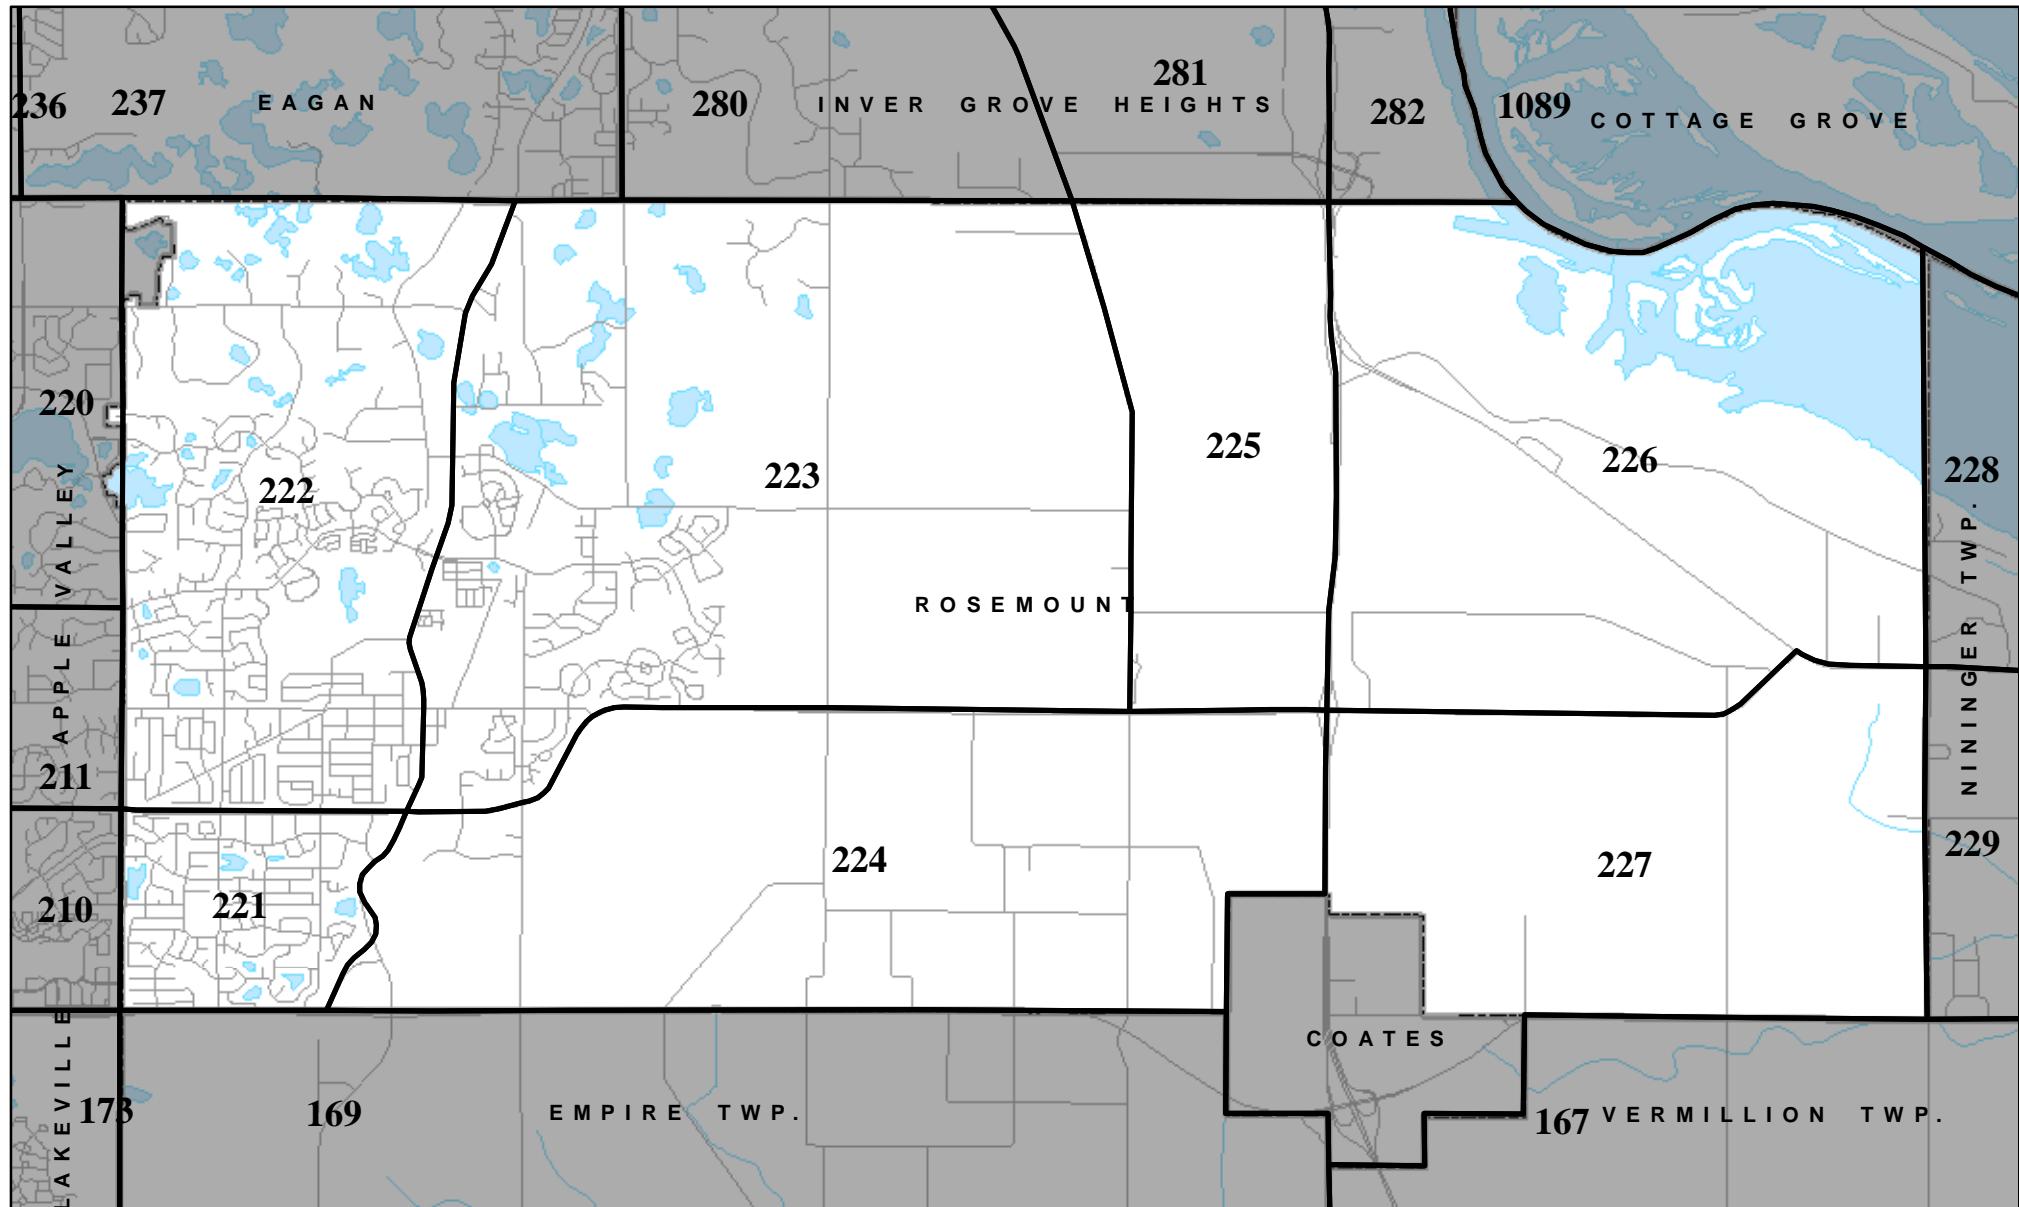 236
237
EAGAN
280
INVER GROVE HEIGHTS
281
282
1089
COTTAGE GROVE
220
APPLE VALLEY
222
223
225
226
228
NININGER TWP.
ROSEMOUNT
211
210
221
224
227
229
COATES
LAKEVILLE
173
169
EMPIRE TWP.
167
VERMILLION TWP.